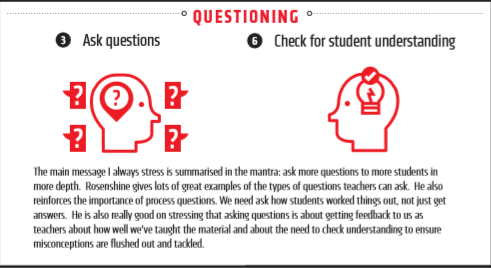 QUESTIONING
3 Ask questions
6 Check for student understanding
? ? ? ? ?
The main message I always stress is summarised in the mantra: ask more questions to more students in
more depth. Rosenshine gives lots of great examples of the types of questions teachers can ask. He also
reinforces the importance of process questions. We need ask how students worked things out, not just get
answers. He is also really good on stressing that asking questions is about getting feedback to us as
teachers about how well we've taught the material and about the need to check understanding to ensure
misconceptions are flushed out and tackled.